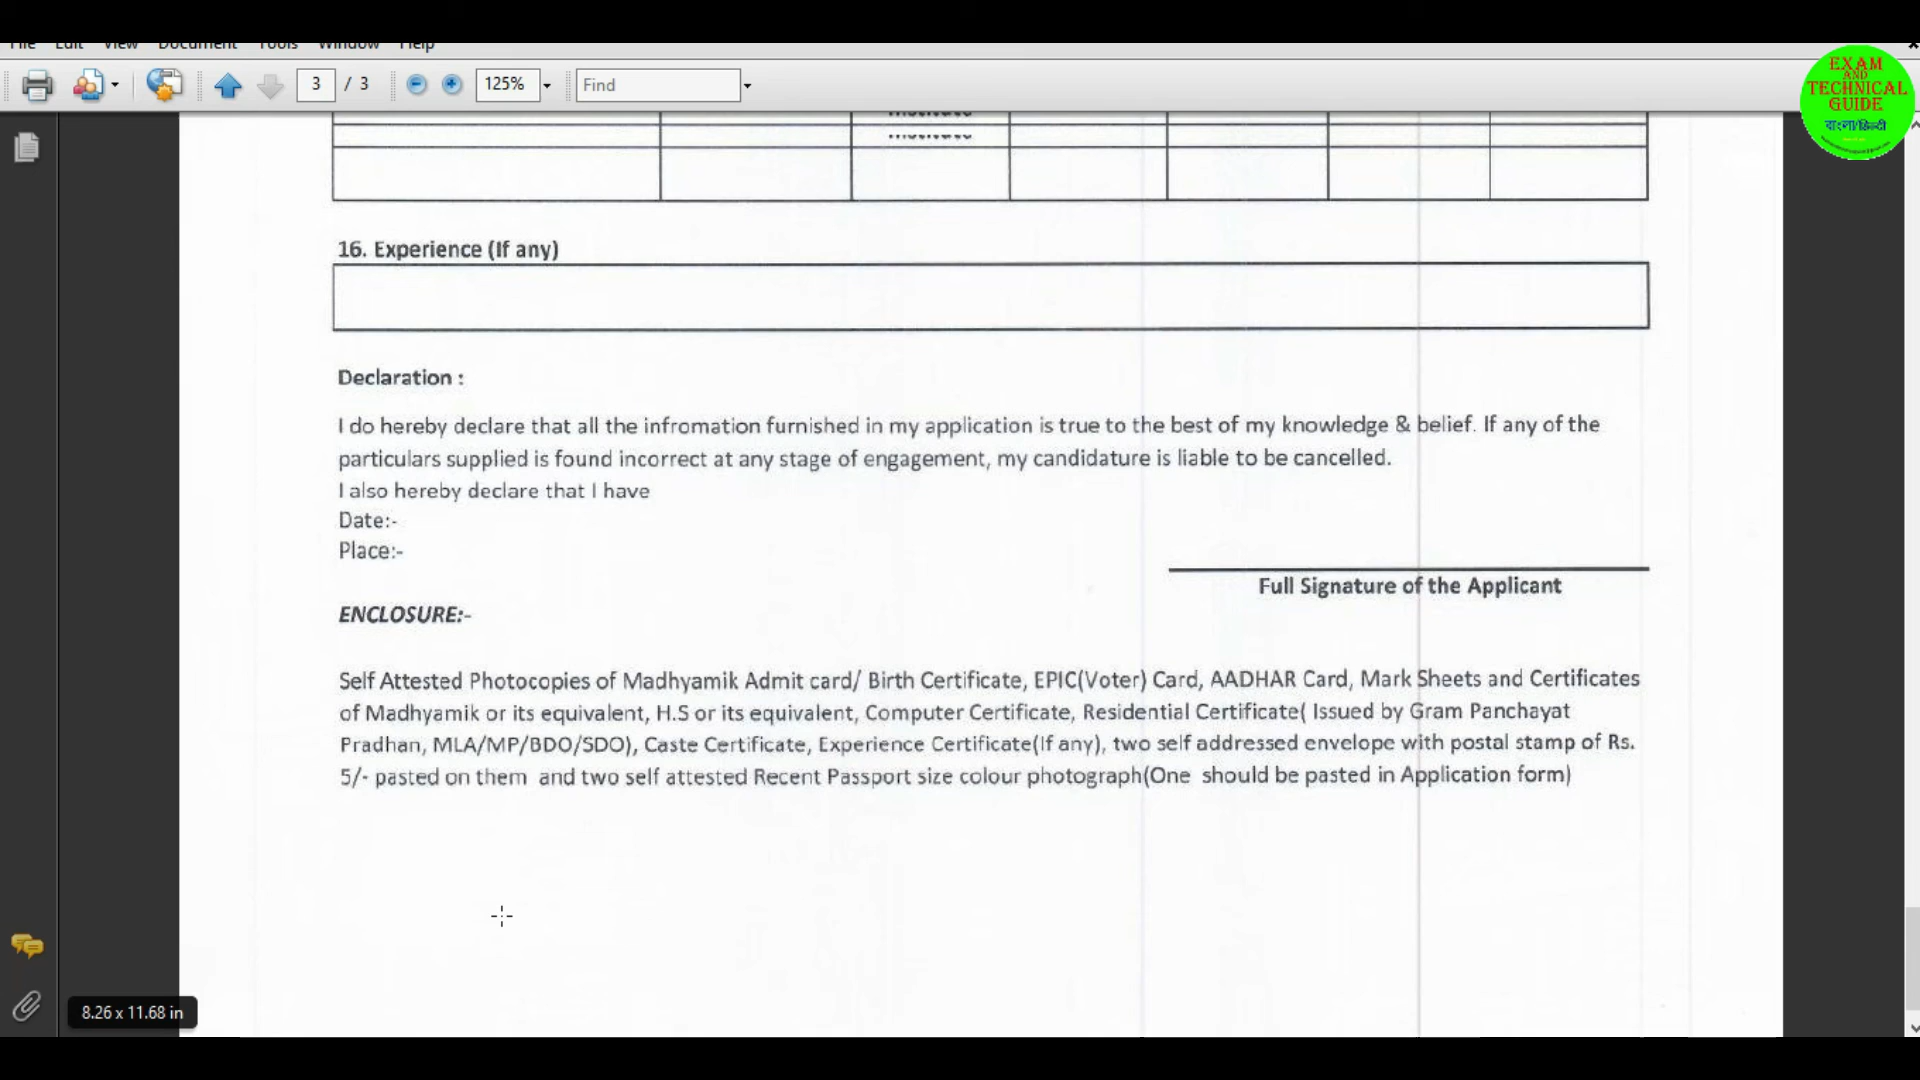 File Edit View Document Tools Window Help
3 / 3 125% Find
EXAM
AND
TECHNICAL
GUIDE
বাংলা/हिन्दी
16. Experience (If any)
Declaration :
I do hereby declare that all the infromation furnished in my application is true to the best of my knowledge & belief. If any of the
particulars supplied is found incorrect at any stage of engagement, my candidature is liable to be cancelled.
I also hereby declare that I have
Date:-
Place:-
Full Signature of the Applicant
ENCLOSURE:-
Self Attested Photocopies of Madhyamik Admit card/ Birth Certificate, EPIC(Voter) Card, AADHAR Card, Mark Sheets and Certificates
of Madhyamik or its equivalent, H.S or its equivalent, Computer Certificate, Residential Certificate( Issued by Gram Panchayat
Pradhan, MLA/MP/BDO/SDO), Caste Certificate, Experience Certificate(If any), two self addressed envelope with postal stamp of Rs.
5/- pasted on them and two self attested Recent Passport size colour photograph(One should be pasted in Application form)
8.26 x 11.68 in